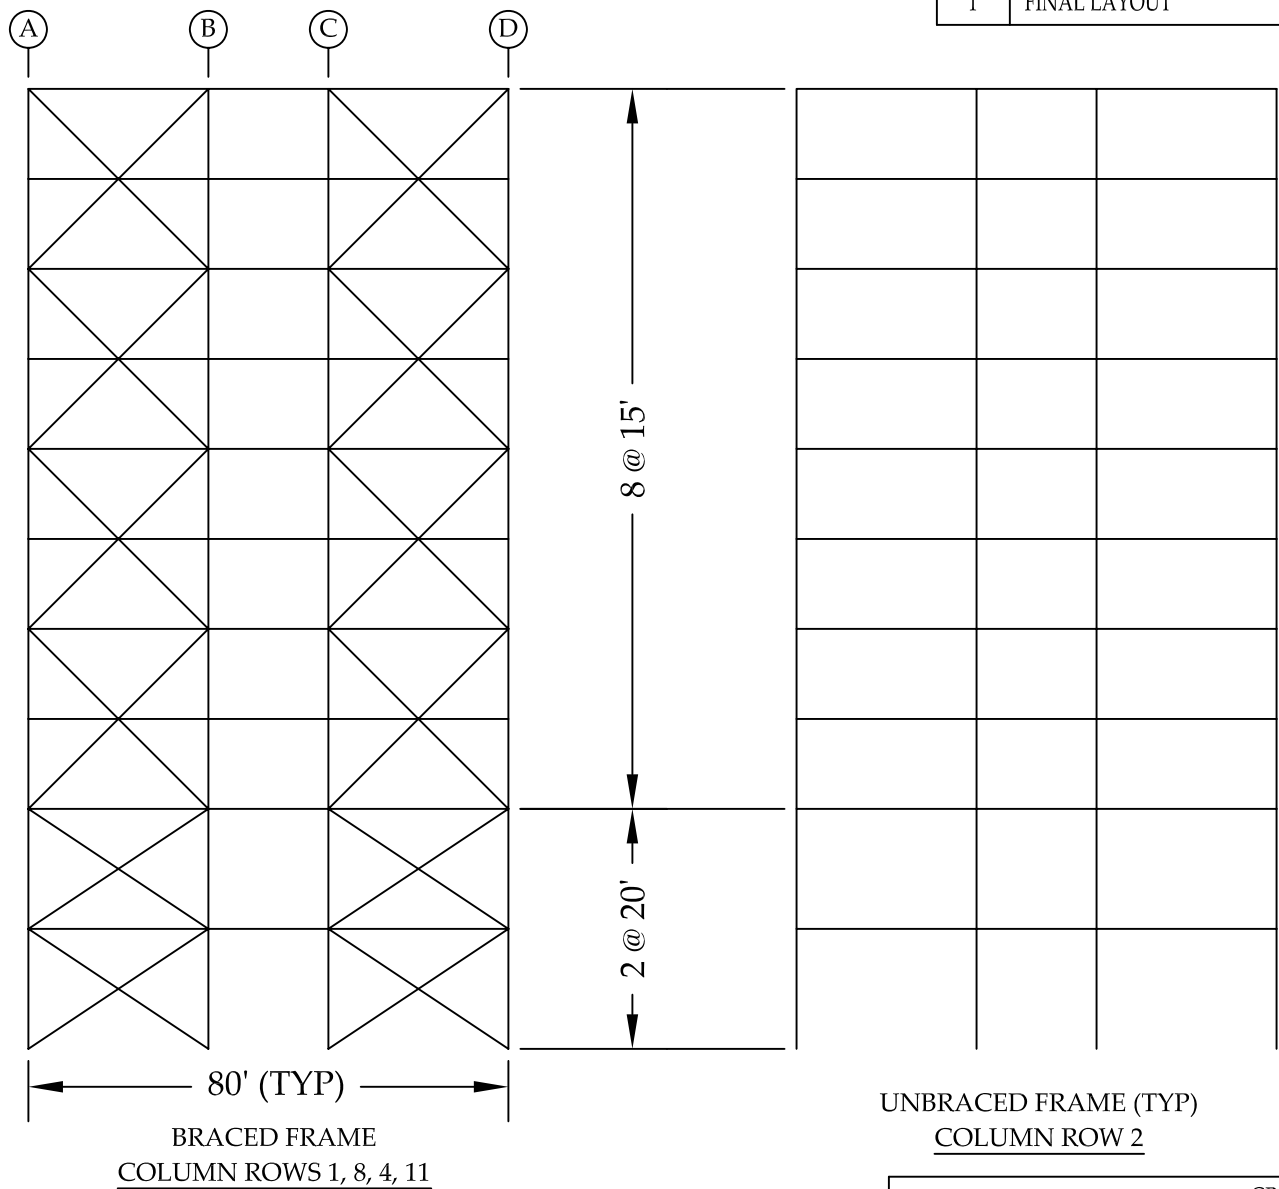 1 FINAL LAYOUT
A B C D
8 @ 15'
2 @ 20'
80' (TYP)
BRACED FRAME
COLUMN ROWS 1, 8, 4, 11
UNBRACED FRAME (TYP)
COLUMN ROW 2